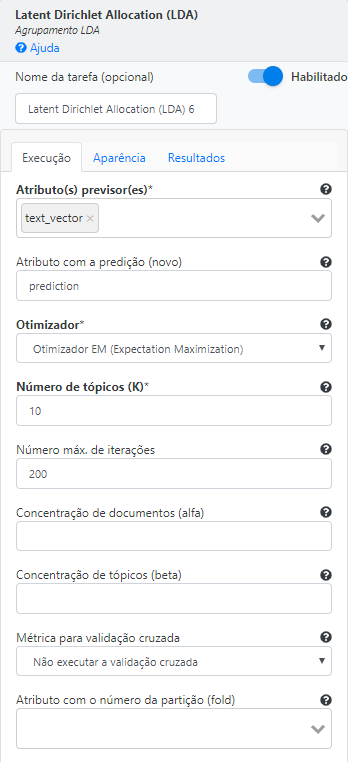 Latent Dirichlet Allocation (LDA)
Agrupamento LDA
Ajuda
Nome da tarefa (opcional)
Habilitado
Latent Dirichlet Allocation (LDA) 6
Execução
Aparência
Resultados
Atributo(s) previsor(es)*
text_vector ×
Atributo com a predição (novo)
prediction
Otimizador*
Otimizador EM (Expectation Maximization)
Número de tópicos (K)*
10
Número máx. de iterações
200
Concentração de documentos (alfa)
Concentração de tópicos (beta)
Métrica para validação cruzada
Não executar a validação cruzada
Atributo com o número da partição (fold)